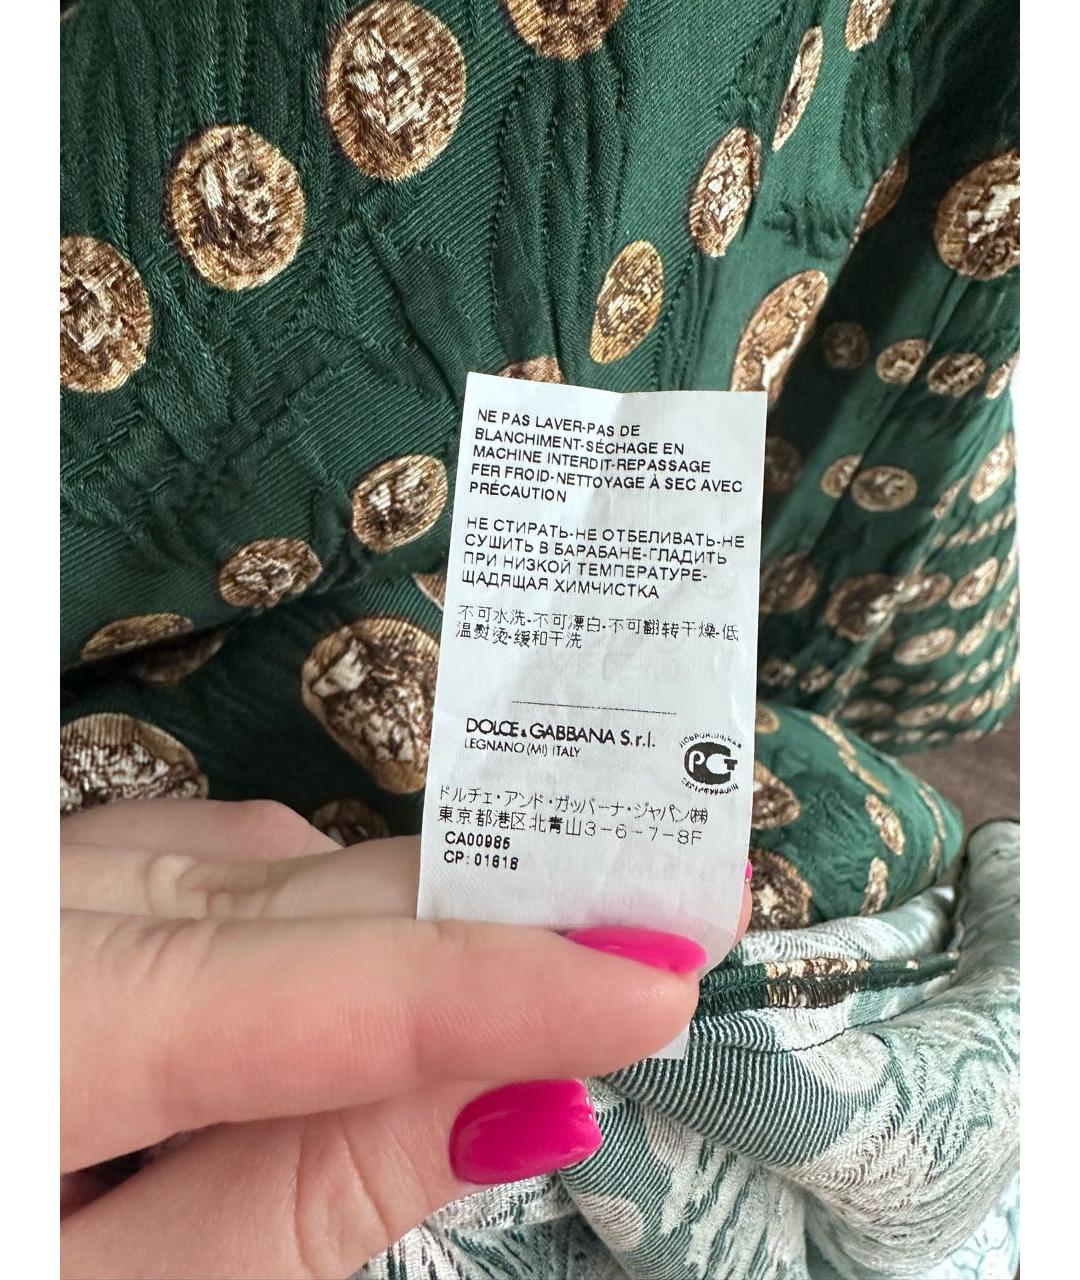 NE PAS LAVER-PAS DE
BLANCHIMENT-SÉCHAGE EN
MACHINE INTERDIT-REPASSAGE
FER FROID-NETTOYAGE À SEC AVEC
PRÉCAUTION
НЕ СТИРАТЬ-НЕ ОТБЕЛИВАТЬ-НЕ
СУШИТЬ В БАРАБАНЕ-ГЛАДИТЬ
ПРИ НИЗКОЙ ТЕМПЕРАТУРЕ-
ЩАДЯЩАЯ ХИМЧИСТКА
不可水洗-不可漂白-不可翻转干燥-低
温熨烫-缓和干洗
DOLCE & GABBANA S.r.l.
LEGNANO (MI) ITALY
ДОБРОВОЛЬНАЯ
РСТ
СЕРТИФИКАЦИЯ
ドルチェ・アンド・ガッバーナ・ジャパン㈱
東京都港区北青山3-6-7-8F
CA00985
CP: 01618